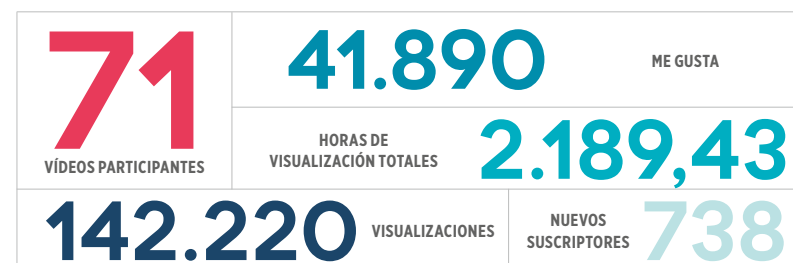 71
VÍDEOS PARTICIPANTES
41.890
ME GUSTA
HORAS DE
VISUALIZACIÓN TOTALES
2.189,43
142.220
VISUALIZACIONES
NUEVOS
SUSCRIPTORES
738